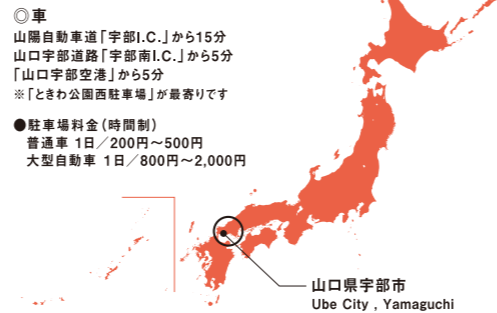 ◎車
山陽自動車道「宇部I.C.」から15分
山口宇部道路「宇部南I.C.」から5分
「山口宇部空港」から5分
※「ときわ公園西駐車場」が最寄りです
●駐車場料金（時間制）
普通車 1日／200円〜500円
大型自動車 1日／800円〜2,000円
山口県宇部市
Ube City , Yamaguchi